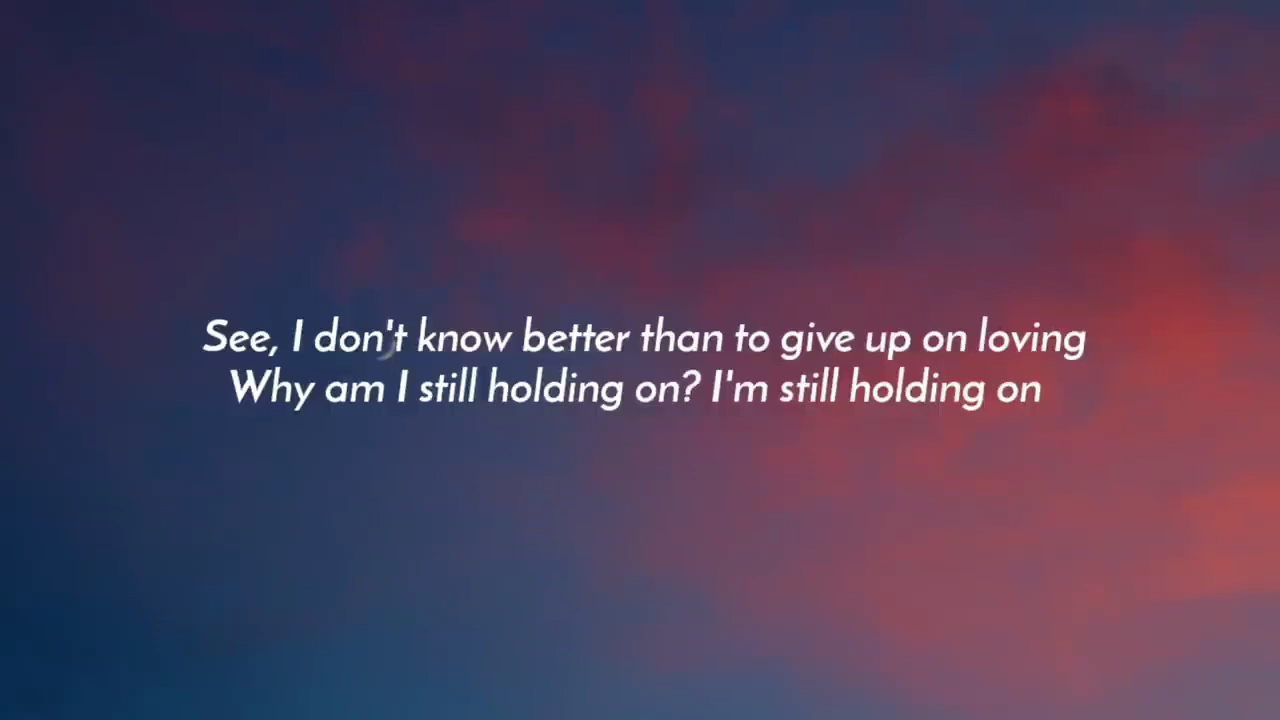 See, I don't know better than to give up on loving
Why am I still holding on? I'm still holding on